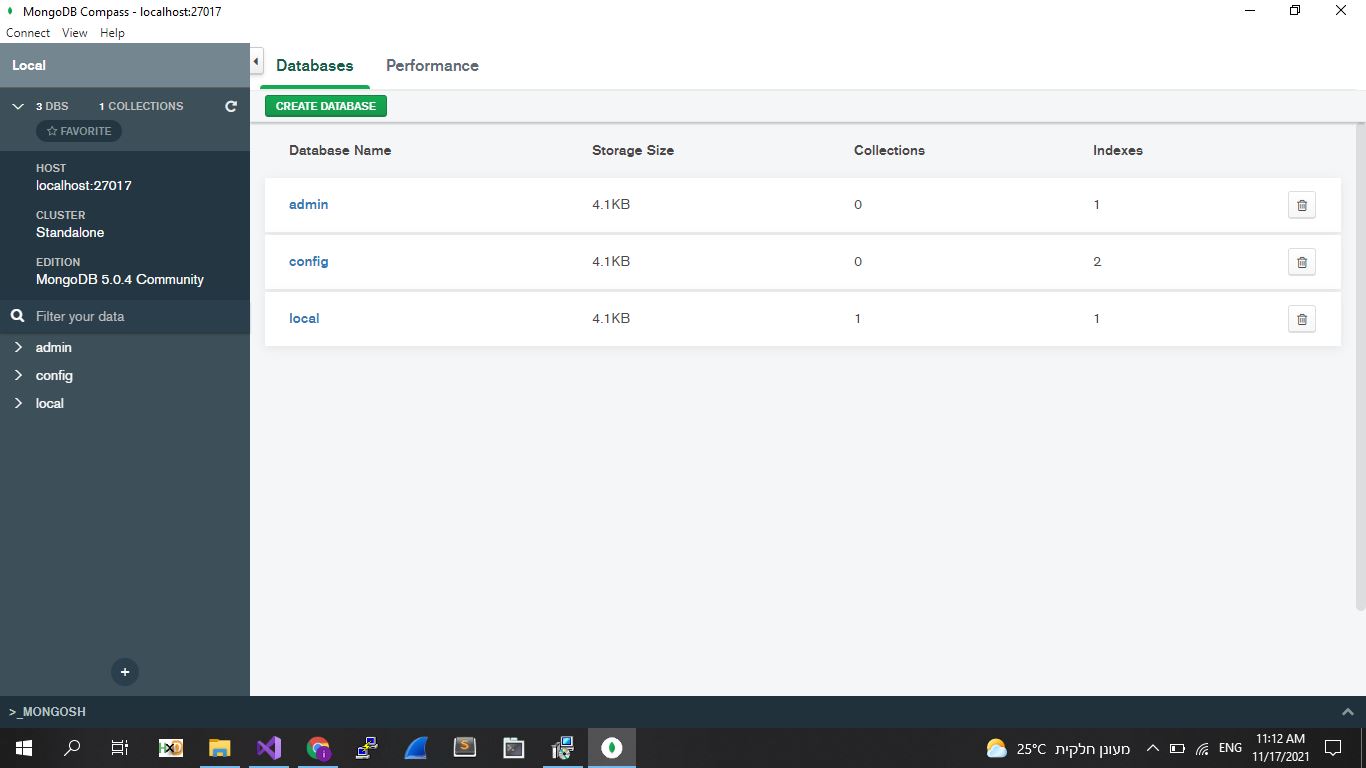 MongoDB Compass - localhost:27017
Connect View Help
Local
3 DBS 1 COLLECTIONS
FAVORITE
HOST
localhost:27017
CLUSTER
Standalone
EDITION
MongoDB 5.0.4 Community
Filter your data
admin
config
local
Databases Performance
CREATE DATABASE
Database Name Storage Size Collections Indexes
admin 4.1KB 0 1
config 4.1KB 0 2
local 4.1KB 1 1
>_MONGOSH
25°C מעונן חלקית
ENG
11:12 AM
11/17/2021